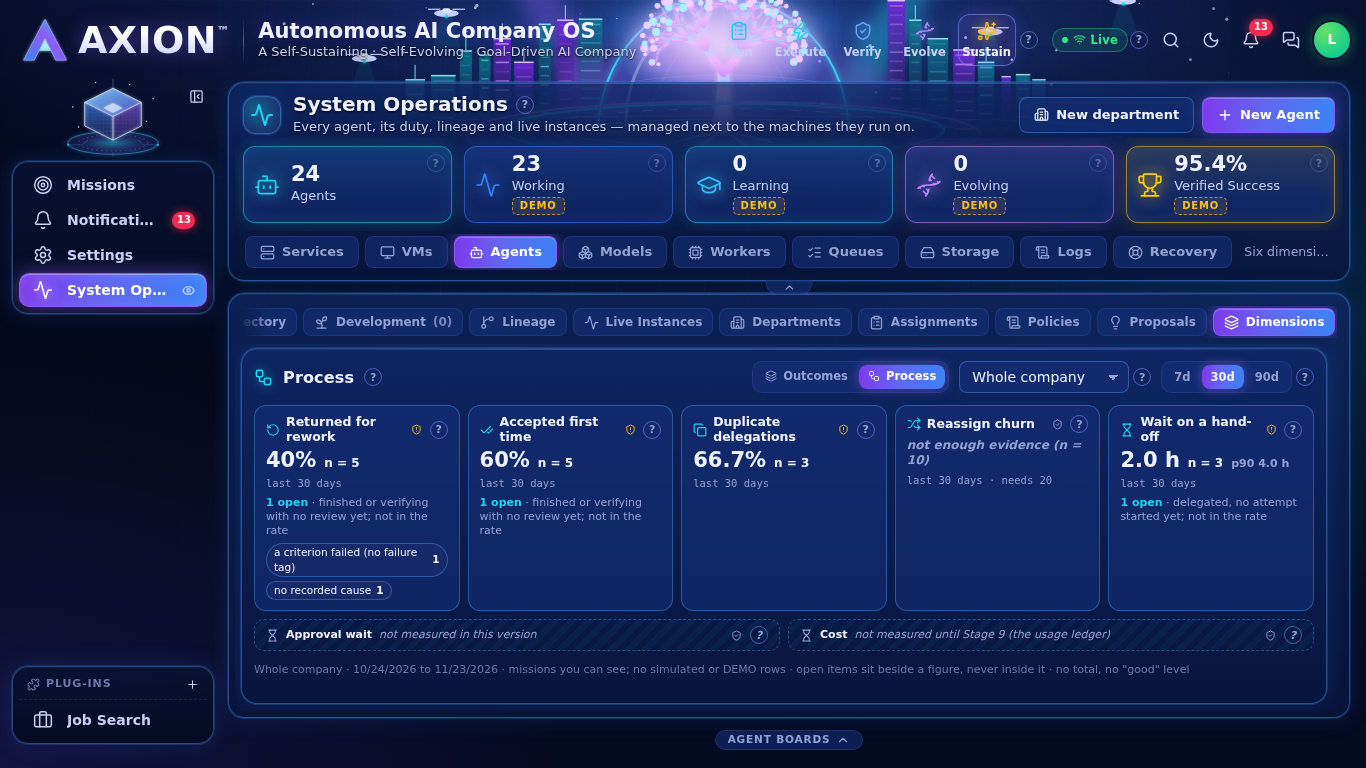 AXION™
Autonomous AI Company OS
A Self-Sustaining · Self-Evolving · Goal-Driven AI Company
Execute
Verify
Evolve
Sustain
?
Live
?
13
L
Missions
Notificati...
13
Settings
System Op...
PLUG-INS
+
Job Search
System Operations ?
Every agent, its duty, lineage and live instances — managed next to the machines they run on.
New department
+ New Agent
24
Agents
?
23
Working
DEMO
?
0
Learning
DEMO
?
0
Evolving
DEMO
?
95.4%
Verified Success
DEMO
?
Services
VMs
Agents
Models
Workers
Queues
Storage
Logs
Recovery
Six dimensi...
ectory
Development (0)
Lineage
Live Instances
Departments
Assignments
Policies
Proposals
Dimensions
Process ?
Outcomes
Process
Whole company
?
7d
30d
90d
?
Returned for
rework
?
40% n = 5
last 30 days
1 open · finished or verifying
with no review yet; not in the
rate
a criterion failed (no failure
tag) 1
no recorded cause 1
Accepted first
time
?
60% n = 5
last 30 days
1 open · finished or verifying
with no review yet; not in the
rate
Duplicate
delegations
?
66.7% n = 3
last 30 days
Reassign churn
?
not enough evidence (n =
10)
last 30 days · needs 20
Wait on a hand-
off
?
2.0 h n = 3 p90 4.0 h
last 30 days
1 open · delegated, no attempt
started yet; not in the rate
Approval wait not measured in this version ?
Cost not measured until Stage 9 (the usage ledger) ?
Whole company · 10/24/2026 to 11/23/2026 · missions you can see; no simulated or DEMO rows · open items sit beside a figure, never inside it · no total, no "good" level
AGENT BOARDS